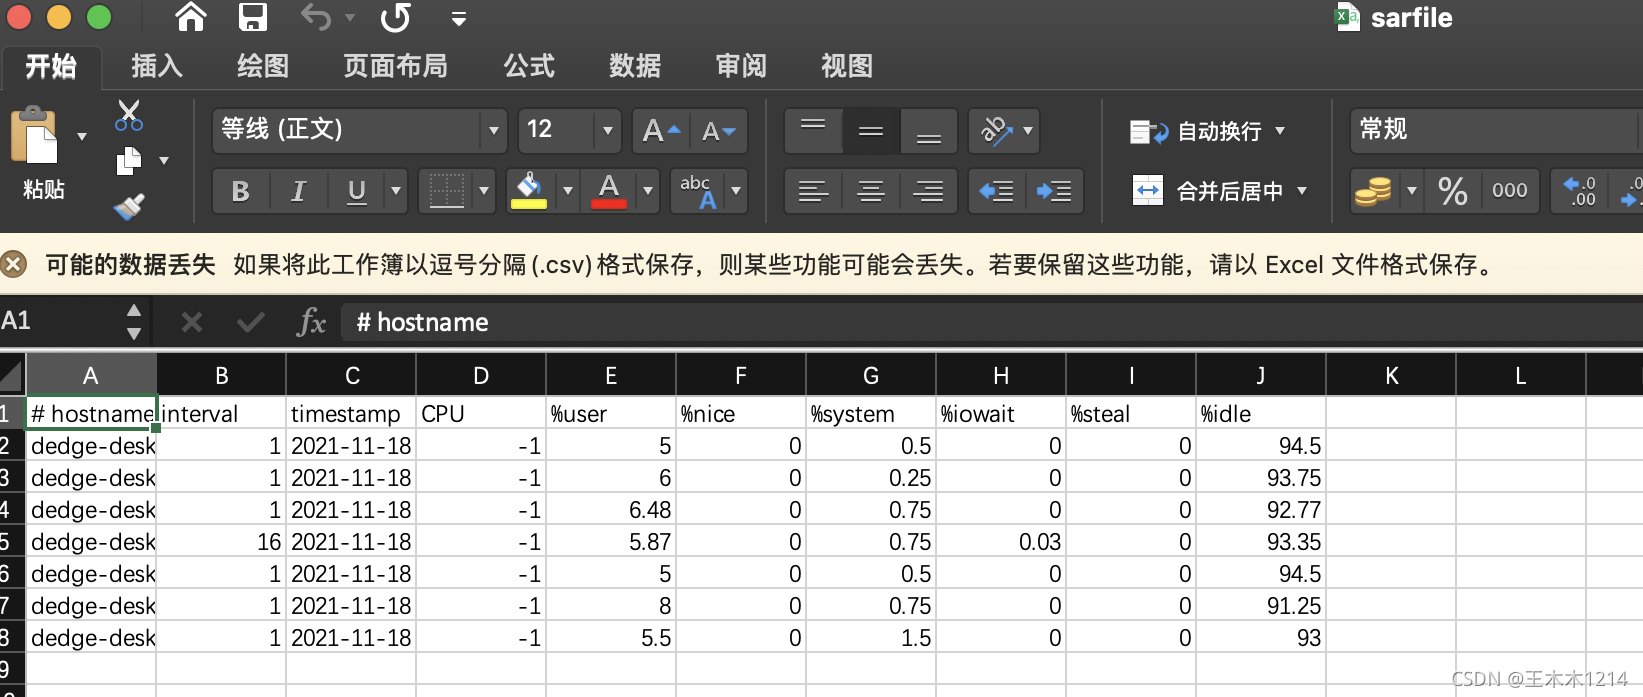 sarfile
开始 插入 绘图 页面布局 公式 数据 审阅 视图
等线 (正文) 12 A A ab 自动换行 常规
粘贴 B I U A abc A 合并后居中 % 000 .0 .00 .0
可能的数据丢失 如果将此工作簿以逗号分隔(.csv)格式保存，则某些功能可能会丢失。若要保留这些功能，请以 Excel 文件格式保存。
A1 fx # hostname
A B C D E F G H I J K L
1 # hostname interval timestamp CPU %user %nice %system %iowait %steal %idle
2 dedge-desk 1 2021-11-18 -1 5 0 0.5 0 0 94.5
3 dedge-desk 1 2021-11-18 -1 6 0 0.25 0 0 93.75
4 dedge-desk 1 2021-11-18 -1 6.48 0 0.75 0 0 92.77
5 dedge-desk 16 2021-11-18 -1 5.87 0 0.75 0.03 0 93.35
6 dedge-desk 1 2021-11-18 -1 5 0 0.5 0 0 94.5
7 dedge-desk 1 2021-11-18 -1 8 0 0.75 0 0 91.25
8 dedge-desk 1 2021-11-18 -1 5.5 0 1.5 0 0 93
9
CSDN @王木木1214